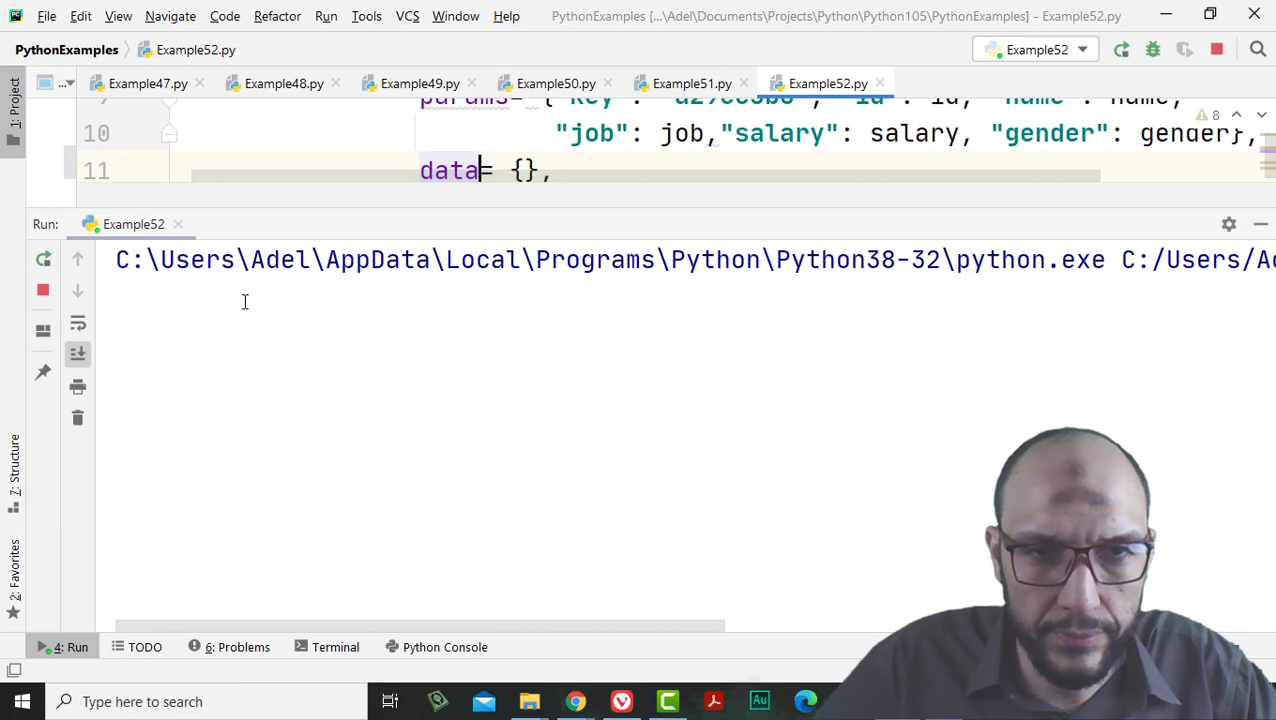 File Edit View Navigate Code Refactor Run Tools VCS Window Help PythonExamples [...\Adel\Documents\Projects\Python\Python105\PythonExamples] - Example52.py
PythonExamples Example52.py Example52
1: Project ... Example47.py Example48.py Example49.py Example50.py Example51.py Example52.py
params= name,
8
10 "job": job,"salary": salary, "gender": gender},
11 data= {},
Run: Example52
C:\Users\Adel\AppData\Local\Programs\Python\Python38-32\python.exe C:/Users/Ad
7: Structure
2: Favorites
4: Run TODO 6: Problems Terminal Python Console
Type here to search Au